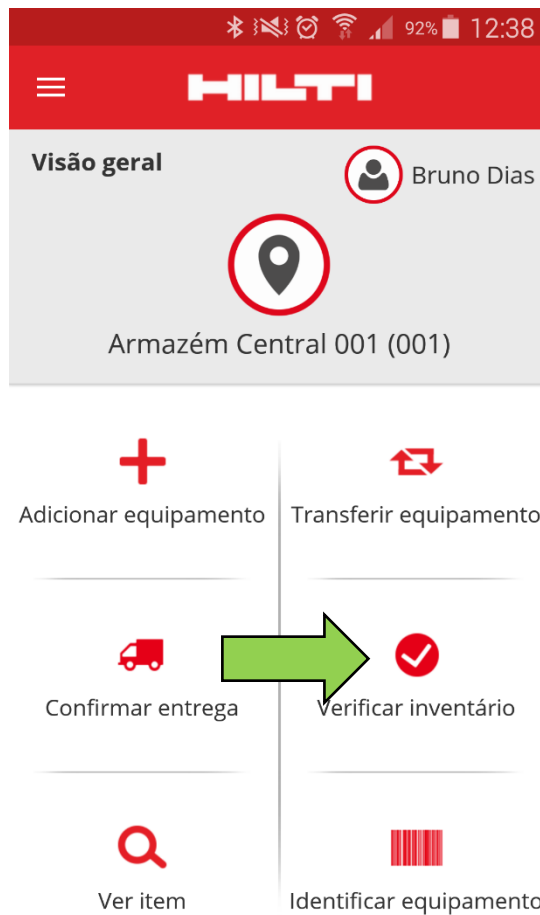 92% 12:38
HILTI
Visão geral
Bruno Dias
Armazém Central 001 (001)
Adicionar equipamento
Transferir equipamento
Confirmar entrega
Verificar inventário
Ver item
Identificar equipamento